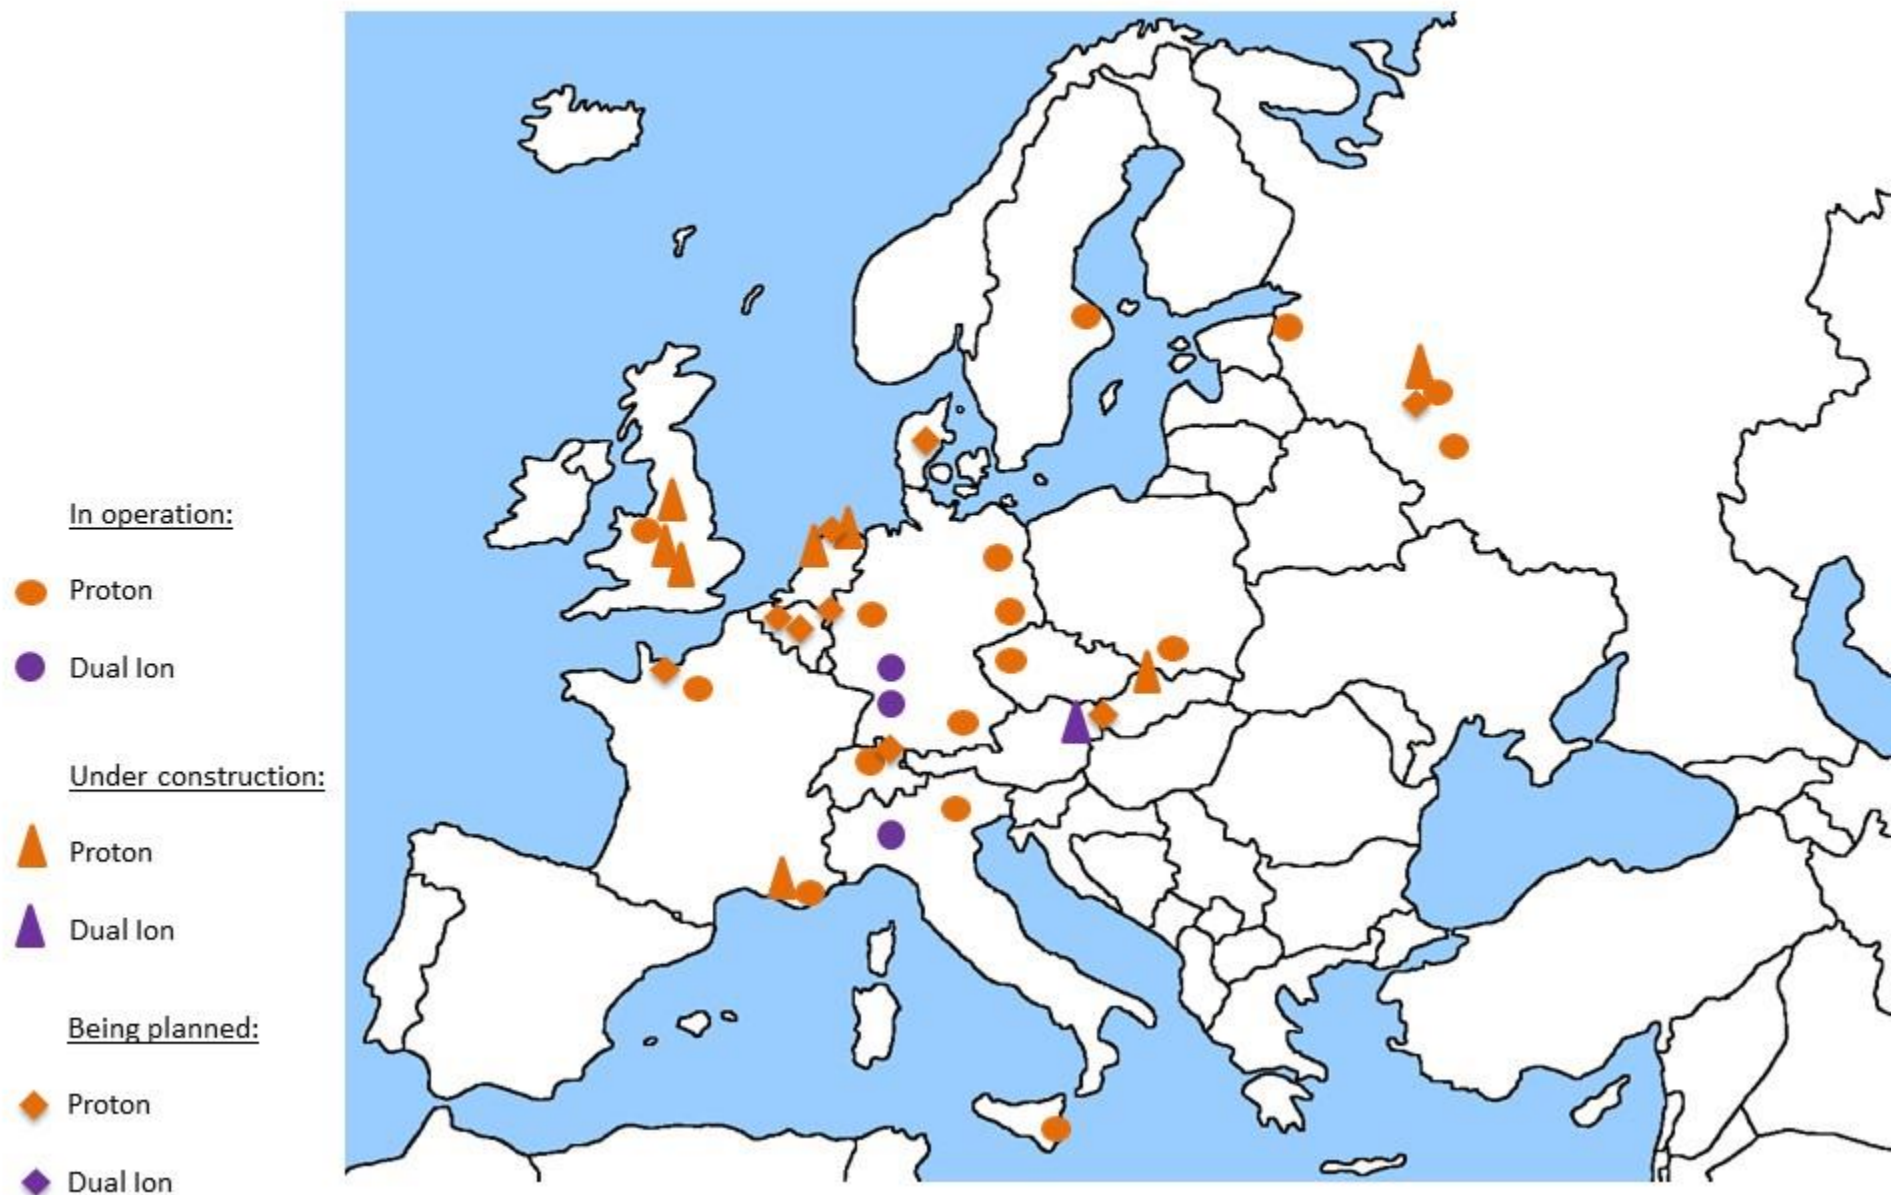 In operation:
Proton
Dual Ion
Under construction:
Proton
Dual Ion
Being planned:
Proton
Dual Ion